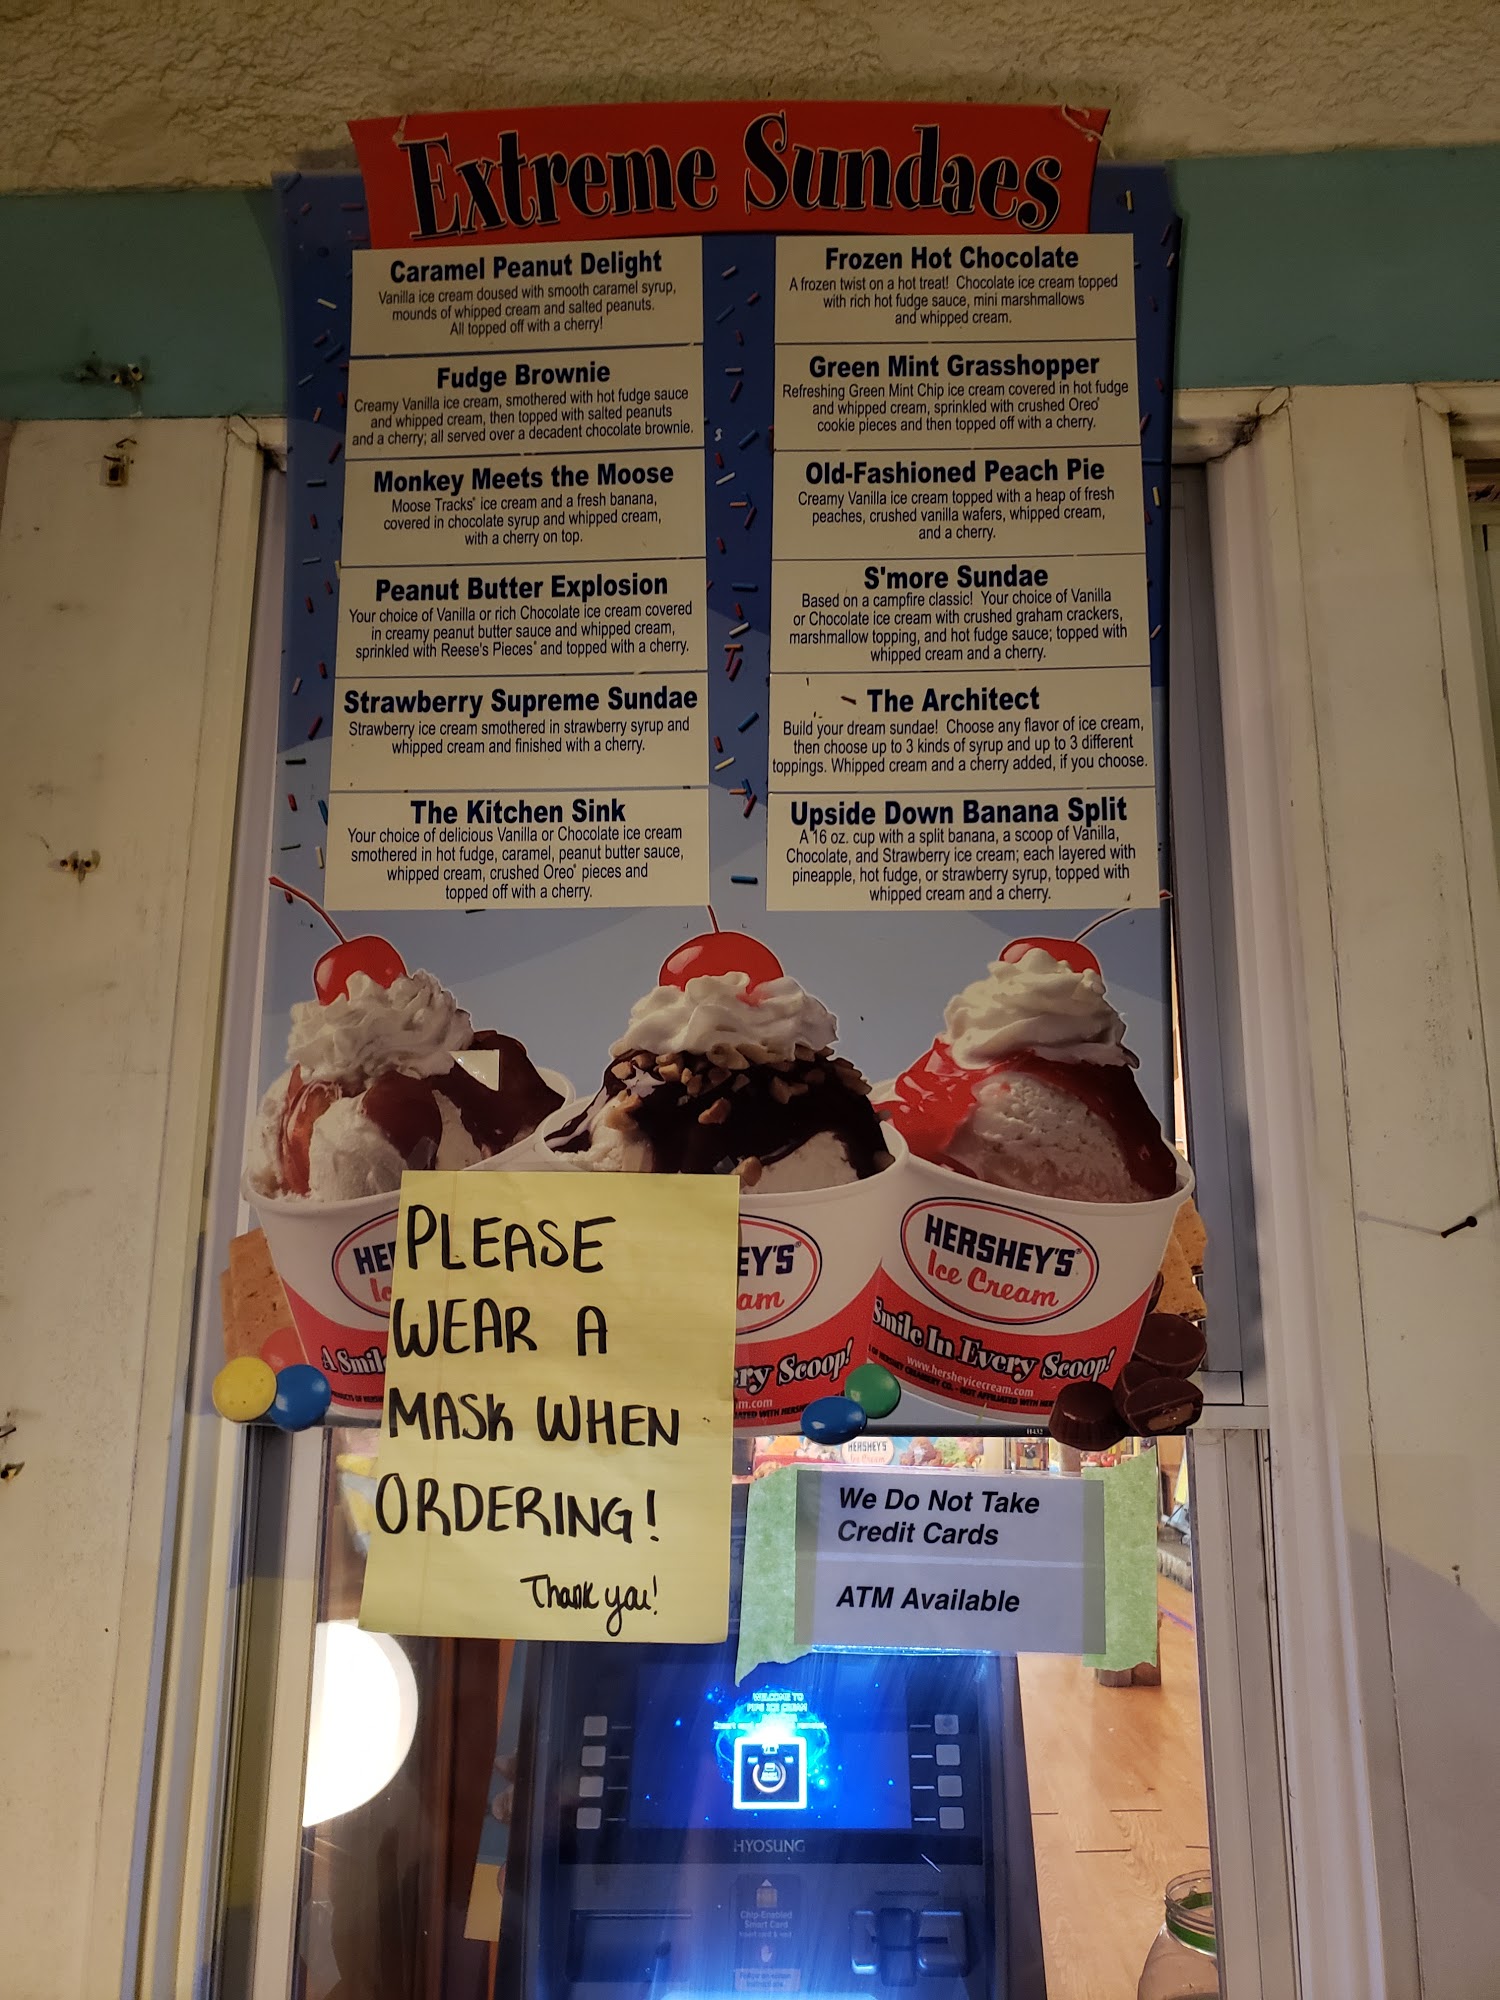 Extreme Sundaes
Caramel Peanut Delight
Vanilla ice cream doused with smooth caramel syrup,
mounds of whipped cream and salted peanuts.
All topped off with a cherry!
Fudge Brownie
Creamy Vanilla ice cream, smothered with hot fudge sauce
and whipped cream, then topped with salted peanuts
and a cherry; all served over a decadent chocolate brownie.
Monkey Meets the Moose
Moose Tracks® ice cream and a fresh banana,
covered in chocolate syrup and whipped cream,
with a cherry on top.
Peanut Butter Explosion
Your choice of Vanilla or rich Chocolate ice cream covered
in creamy peanut butter sauce and whipped cream,
sprinkled with Reese's Pieces® and topped with a cherry.
Strawberry Supreme Sundae
Strawberry ice cream smothered in strawberry syrup and
whipped cream and finished with a cherry.
The Kitchen Sink
Your choice of delicious Vanilla or Chocolate ice cream
smothered in hot fudge, caramel, peanut butter sauce,
whipped cream, crushed Oreo® pieces and
topped off with a cherry.
Frozen Hot Chocolate
A frozen twist on a hot treat! Chocolate ice cream topped
with rich hot fudge sauce, mini marshmallows
and whipped cream.
Green Mint Grasshopper
Refreshing Green Mint Chip ice cream covered in hot fudge
and whipped cream, sprinkled with crushed Oreo®
cookie pieces and then topped off with a cherry.
Old-Fashioned Peach Pie
Creamy Vanilla ice cream topped with a heap of fresh
peaches, crushed vanilla wafers, whipped cream,
and a cherry.
S'more Sundae
Based on a campfire classic! Your choice of Vanilla
or Chocolate ice cream with crushed graham crackers,
marshmallow topping, and hot fudge sauce; topped with
whipped cream and a cherry.
The Architect
Build your dream sundae! Choose any flavor of ice cream,
then choose up to 3 kinds of syrup and up to 3 different
toppings. Whipped cream and a cherry added, if you choose.
Upside Down Banana Split
A 16 oz. cup with a split banana, a scoop of Vanilla,
Chocolate, and Strawberry ice cream; each layered with
pineapple, hot fudge, or strawberry syrup, topped with
whipped cream and a cherry.
HE
Ic
A Smil
EY'S
am
ery Scoop!
m.com
HERSHEY'S®
Ice Cream
Smile In Every Scoop!
www.hersheyicecream.com
H432
PLEASE
WEAR A
MASK WHEN
ORDERING!
Thank you!
HERSHEY'S
We Do Not Take
Credit Cards
ATM Available
WELCOME TO
ICE CREAM
HYOSUNG
Chip-Enabled
Smart Card